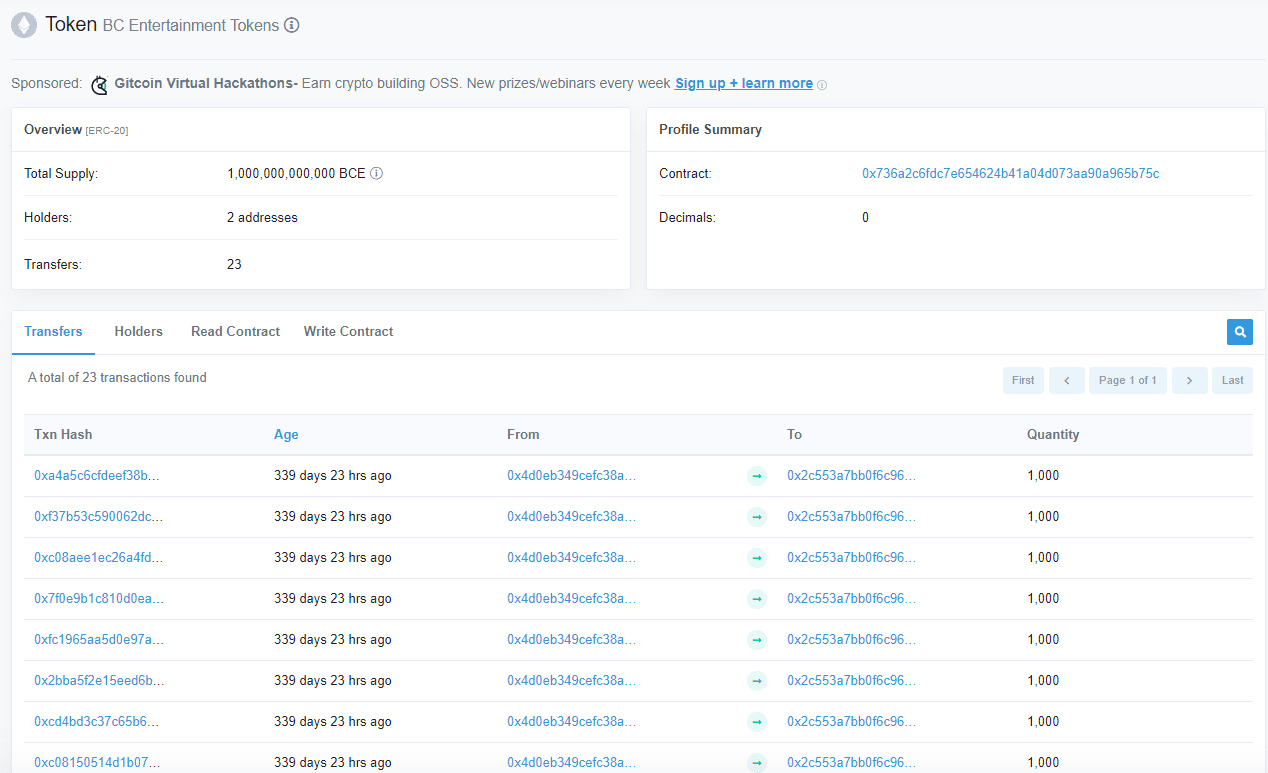 Token BC Entertainment Tokens
Sponsored: Gitcoin Virtual Hackathons- Earn crypto building OSS. New prizes/webinars every week Sign up + learn more
Overview [ERC-20]
Total Supply: 1,000,000,000,000 BCE
Holders: 2 addresses
Transfers: 23
Profile Summary
Contract: 0x736a2c6fdc7e654624b41a04d073aa90a965b75c
Decimals: 0
Transfers Holders Read Contract Write Contract
A total of 23 transactions found
First < Page 1 of 1 > Last
Txn Hash Age From To Quantity
0xa4a5c6cfdeef38b... 339 days 23 hrs ago 0x4d0eb349cefc38a... → 0x2c553a7bb0f6c96... 1,000
0xf37b53c590062dc... 339 days 23 hrs ago 0x4d0eb349cefc38a... → 0x2c553a7bb0f6c96... 1,000
0xc08aee1ec26a4fd... 339 days 23 hrs ago 0x4d0eb349cefc38a... → 0x2c553a7bb0f6c96... 1,000
0x7f0e9b1c810d0ea... 339 days 23 hrs ago 0x4d0eb349cefc38a... → 0x2c553a7bb0f6c96... 1,000
0xfc1965aa5d0e97a... 339 days 23 hrs ago 0x4d0eb349cefc38a... → 0x2c553a7bb0f6c96... 1,000
0x2bba5f2e15eed6b... 339 days 23 hrs ago 0x4d0eb349cefc38a... → 0x2c553a7bb0f6c96... 1,000
0xcd4bd3c37c65b6... 339 days 23 hrs ago 0x4d0eb349cefc38a... → 0x2c553a7bb0f6c96... 1,000
0xc08150514d1b07... 339 days 23 hrs ago 0x4d0eb349cefc38a... → 0x2c553a7bb0f6c96... 1,000